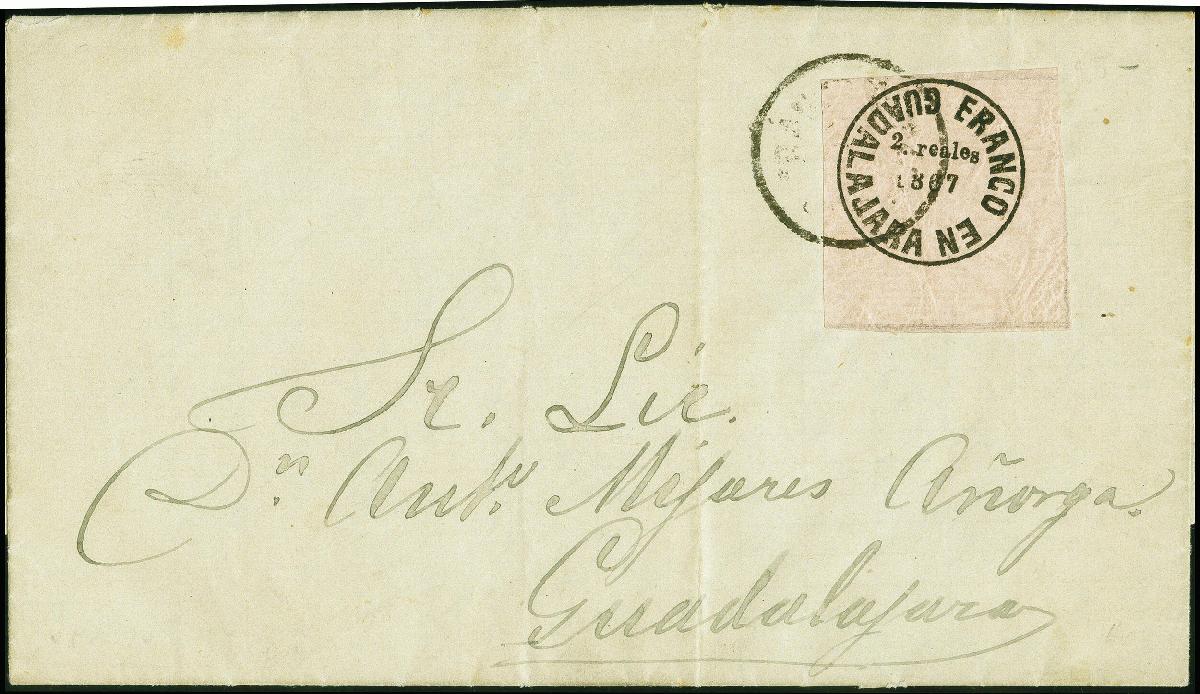 FRANCO EN GUADALAJARA
2..reales
1867
Sr. Lic.
Dn. Anto. Mijares Añorga.
Guadalajara